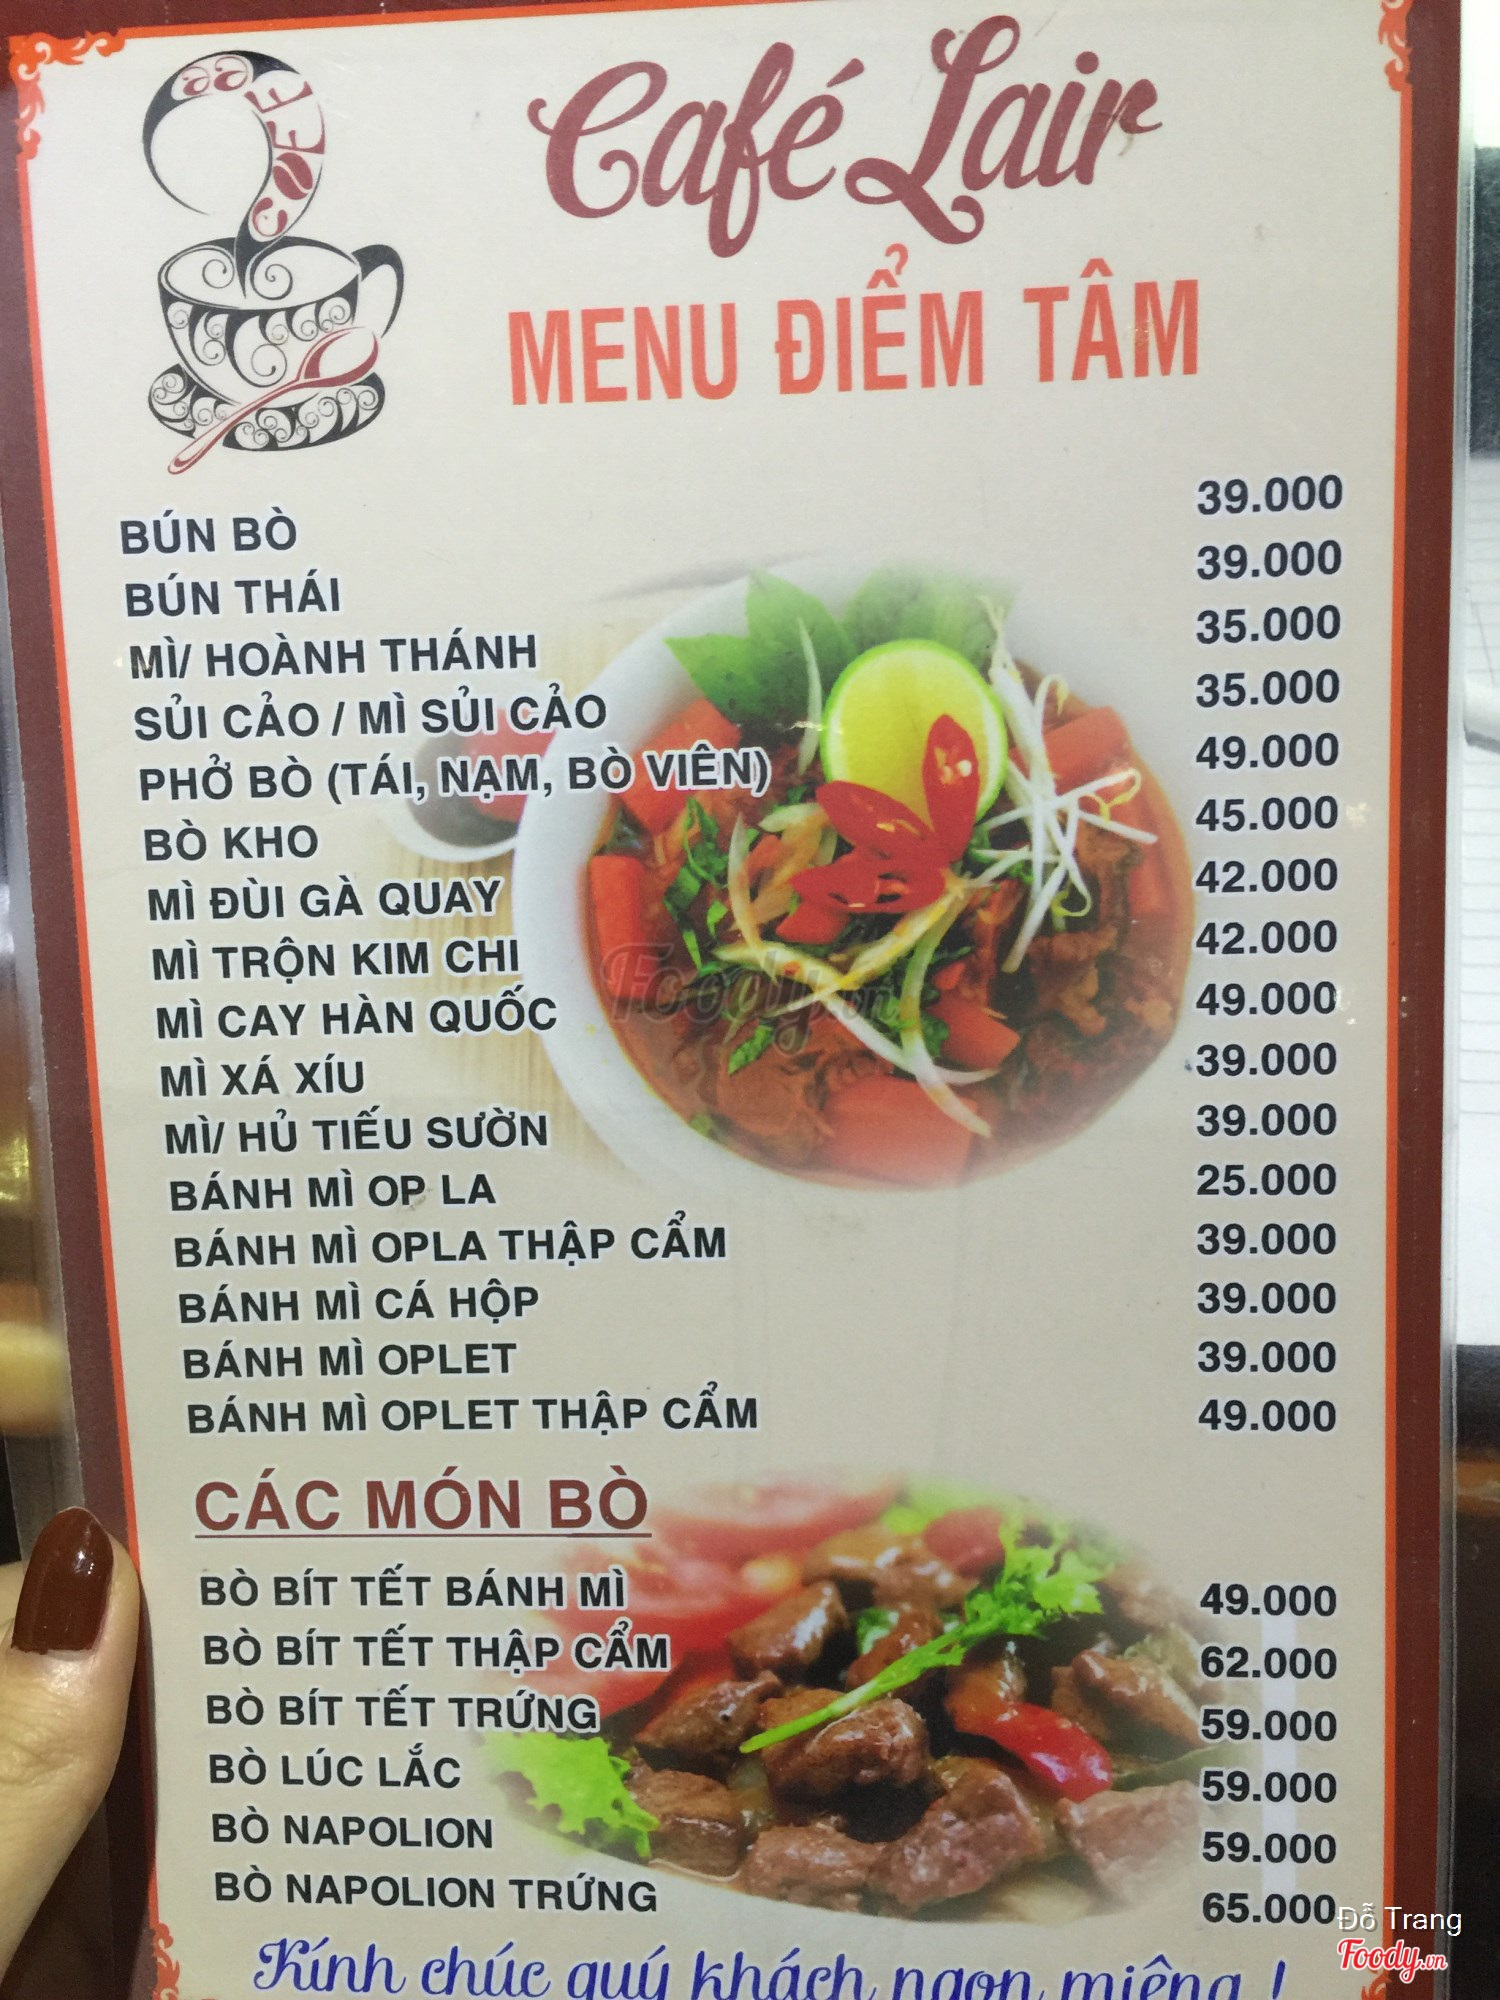 aa COFFEE
Café Lair
MENU ĐIỂM TÂM
BÚN BÒ 39.000
BÚN THÁI 39.000
MÌ/ HOÀNH THÁNH 35.000
SỦI CẢO / MÌ SỦI CẢO 35.000
PHỞ BÒ (TÁI, NẠM, BÒ VIÊN) 49.000
BÒ KHO 45.000
MÌ ĐÙI GÀ QUAY 42.000
MÌ TRỘN KIM CHI 42.000
MÌ CAY HÀN QUỐC 49.000
MÌ XÁ XÍU 39.000
MÌ/ HỦ TIẾU SƯỜN 39.000
BÁNH MÌ OP LA 25.000
BÁNH MÌ OPLA THẬP CẨM 39.000
BÁNH MÌ CÁ HỘP 39.000
BÁNH MÌ OPLET 39.000
BÁNH MÌ OPLET THẬP CẨM 49.000
CÁC MÓN BÒ
BÒ BÍT TẾT BÁNH MÌ 49.000
BÒ BÍT TẾT THẬP CẨM 62.000
BÒ BÍT TẾT TRỨNG 59.000
BÒ LÚC LẮC 59.000
BÒ NAPOLION 59.000
BÒ NAPOLION TRỨNG 65.000
Kính chúc quý khách ngon miệng !
Foody.vn
Đỗ Trang
Foody.vn